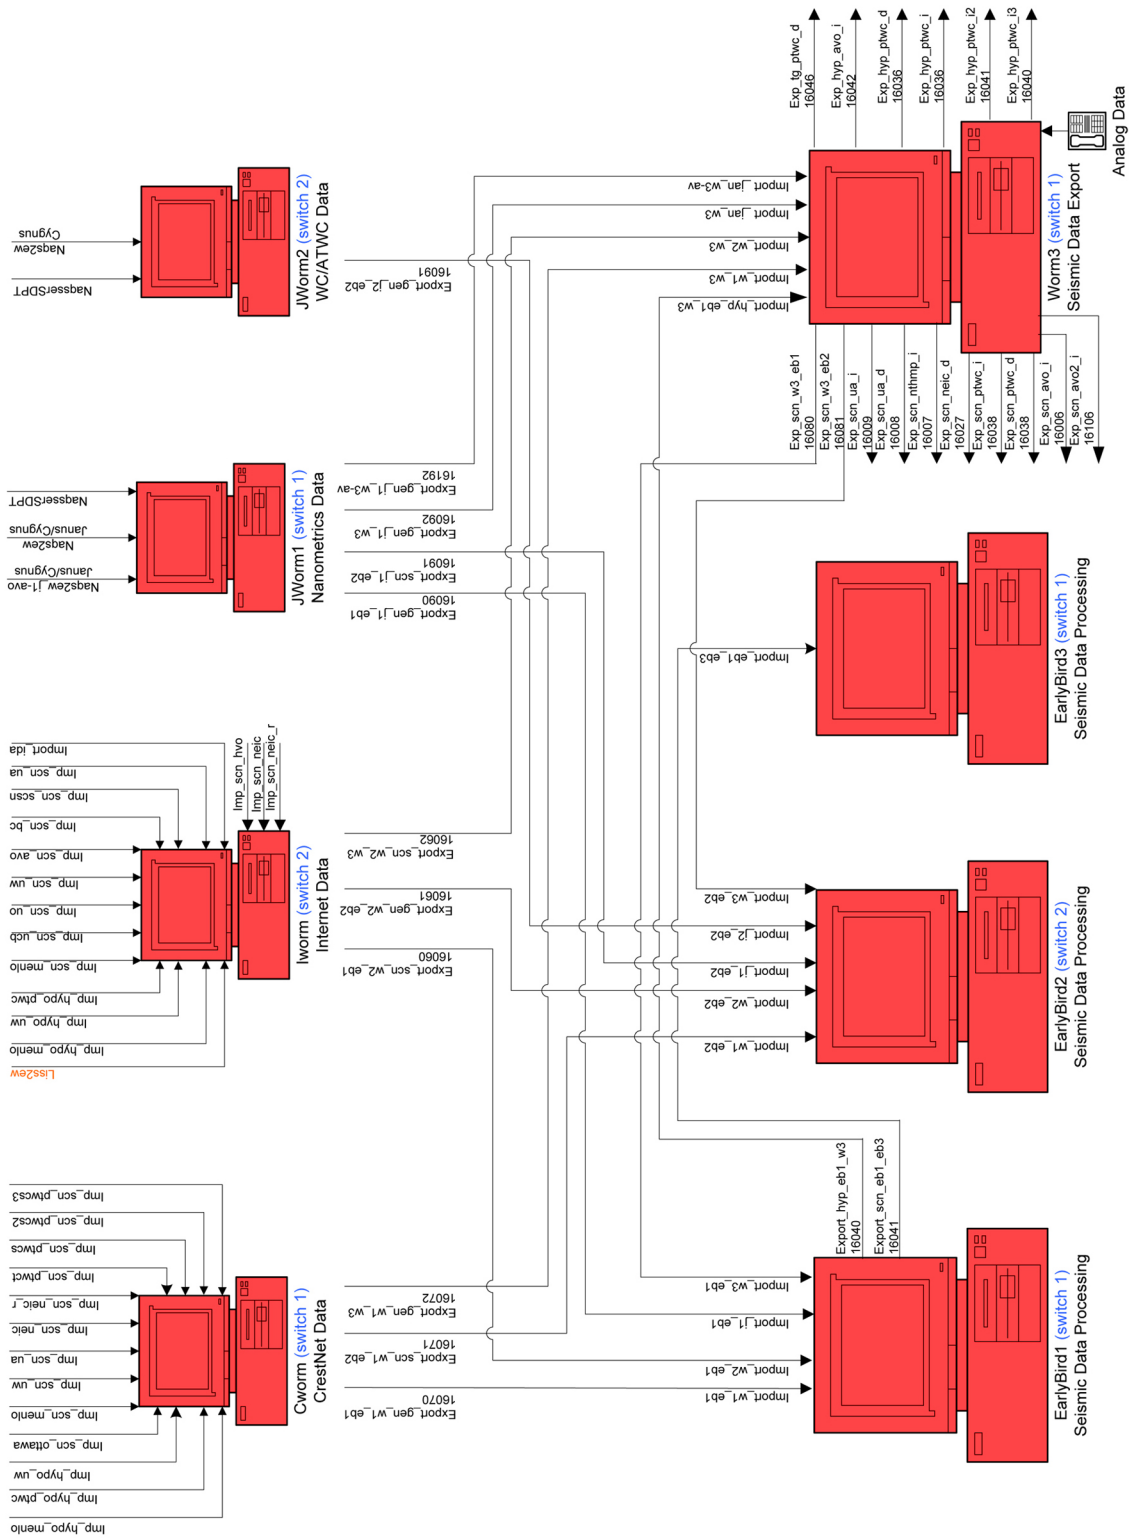 Cygnus
Naqs2ew
NaqsserSDPT
JWorm2 (switch 2)
WC/ATWC Data
16091
Export_gen_j2_eb2
NaqsserSDPT
Janus/Cygnus
Naqs2ew
Janus/Cygnus
Naqs2ew_j1-avo
JWorm1 (switch 1)
Nanometrics Data
16192
Export_gen_j1_w3-av
16092
Export_gen_j1_w3
16091
Export_scn_j1_eb2
16090
Export_gen_j1_eb1
Import_ida
Imp_scn_ua
Imp_scn_scsn
Imp_scn_bc
Imp_scn_avo
Imp_scn_uw
Imp_scn_uo
Imp_scn_ucb
Imp_scn_menlo
Imp_hypo_ptwc
Imp_hypo_uw
Imp_hypo_menlo
Liss2ew
Imp_scn_hvo
Imp_scn_neic
Imp_scn_neic_r
Iworm (switch 2)
Internet Data
16062
Export_scn_w2_w3
16061
Export_gen_w2_eb2
16060
Export_scn_w2_eb1
Imp_scn_ptwcs3
Imp_scn_ptwcs2
Imp_scn_ptwcs
Imp_scn_ptwct
Imp_scn_neic_r
Imp_scn_neic
Imp_scn_ua
Imp_scn_uw
Imp_scn_menlo
Imp_scn_ottawa
Imp_hypo_uw
Imp_hypo_ptwc
Imp_hypo_menlo
Cworm (switch 1)
CrestNet Data
16072
Export_gen_w1_w3
16071
Export_scn_w1_eb2
16070
Export_gen_w1_eb1
Exp_tg_ptwc_d
16046
Exp_hyp_avo_i
16042
Exp_hyp_ptwc_d
16036
Exp_hyp_ptwc_i
16036
Exp_hyp_ptwc_i2
16041
Exp_hyp_ptwc_i3
16040
Analog Data
Import_jan_w3-av
Import_jan_w3
Import_w2_w3
Import_w1_w3
Import_hyp_eb1_w3
Worm3 (switch 1)
Seismic Data Export
Exp_scn_w3_eb1
16080
Exp_scn_w3_eb2
16081
Exp_scn_ua_i
16009
Exp_scn_ua_d
16008
Exp_scn_nthmp_i
16007
Exp_scn_neic_d
16027
Exp_scn_ptwc_i
16038
Exp_scn_ptwc_d
16038
Exp_scn_avo_i
16006
Exp_scn_avo2_i
16106
Import_eb1_eb3
EarlyBird3 (switch 1)
Seismic Data Processing
Import_w3_eb2
Import_j2_eb2
Import_j1_eb2
Import_w2_eb2
Import_w1_eb2
EarlyBird2 (switch 2)
Seismic Data Processing
Export_hyp_eb1_w3
16040
Export_scn_eb1_eb3
16041
Import_w3_eb1
Import_j1_eb1
Import_w2_eb1
Import_w1_eb1
EarlyBird1 (switch 1)
Seismic Data Processing